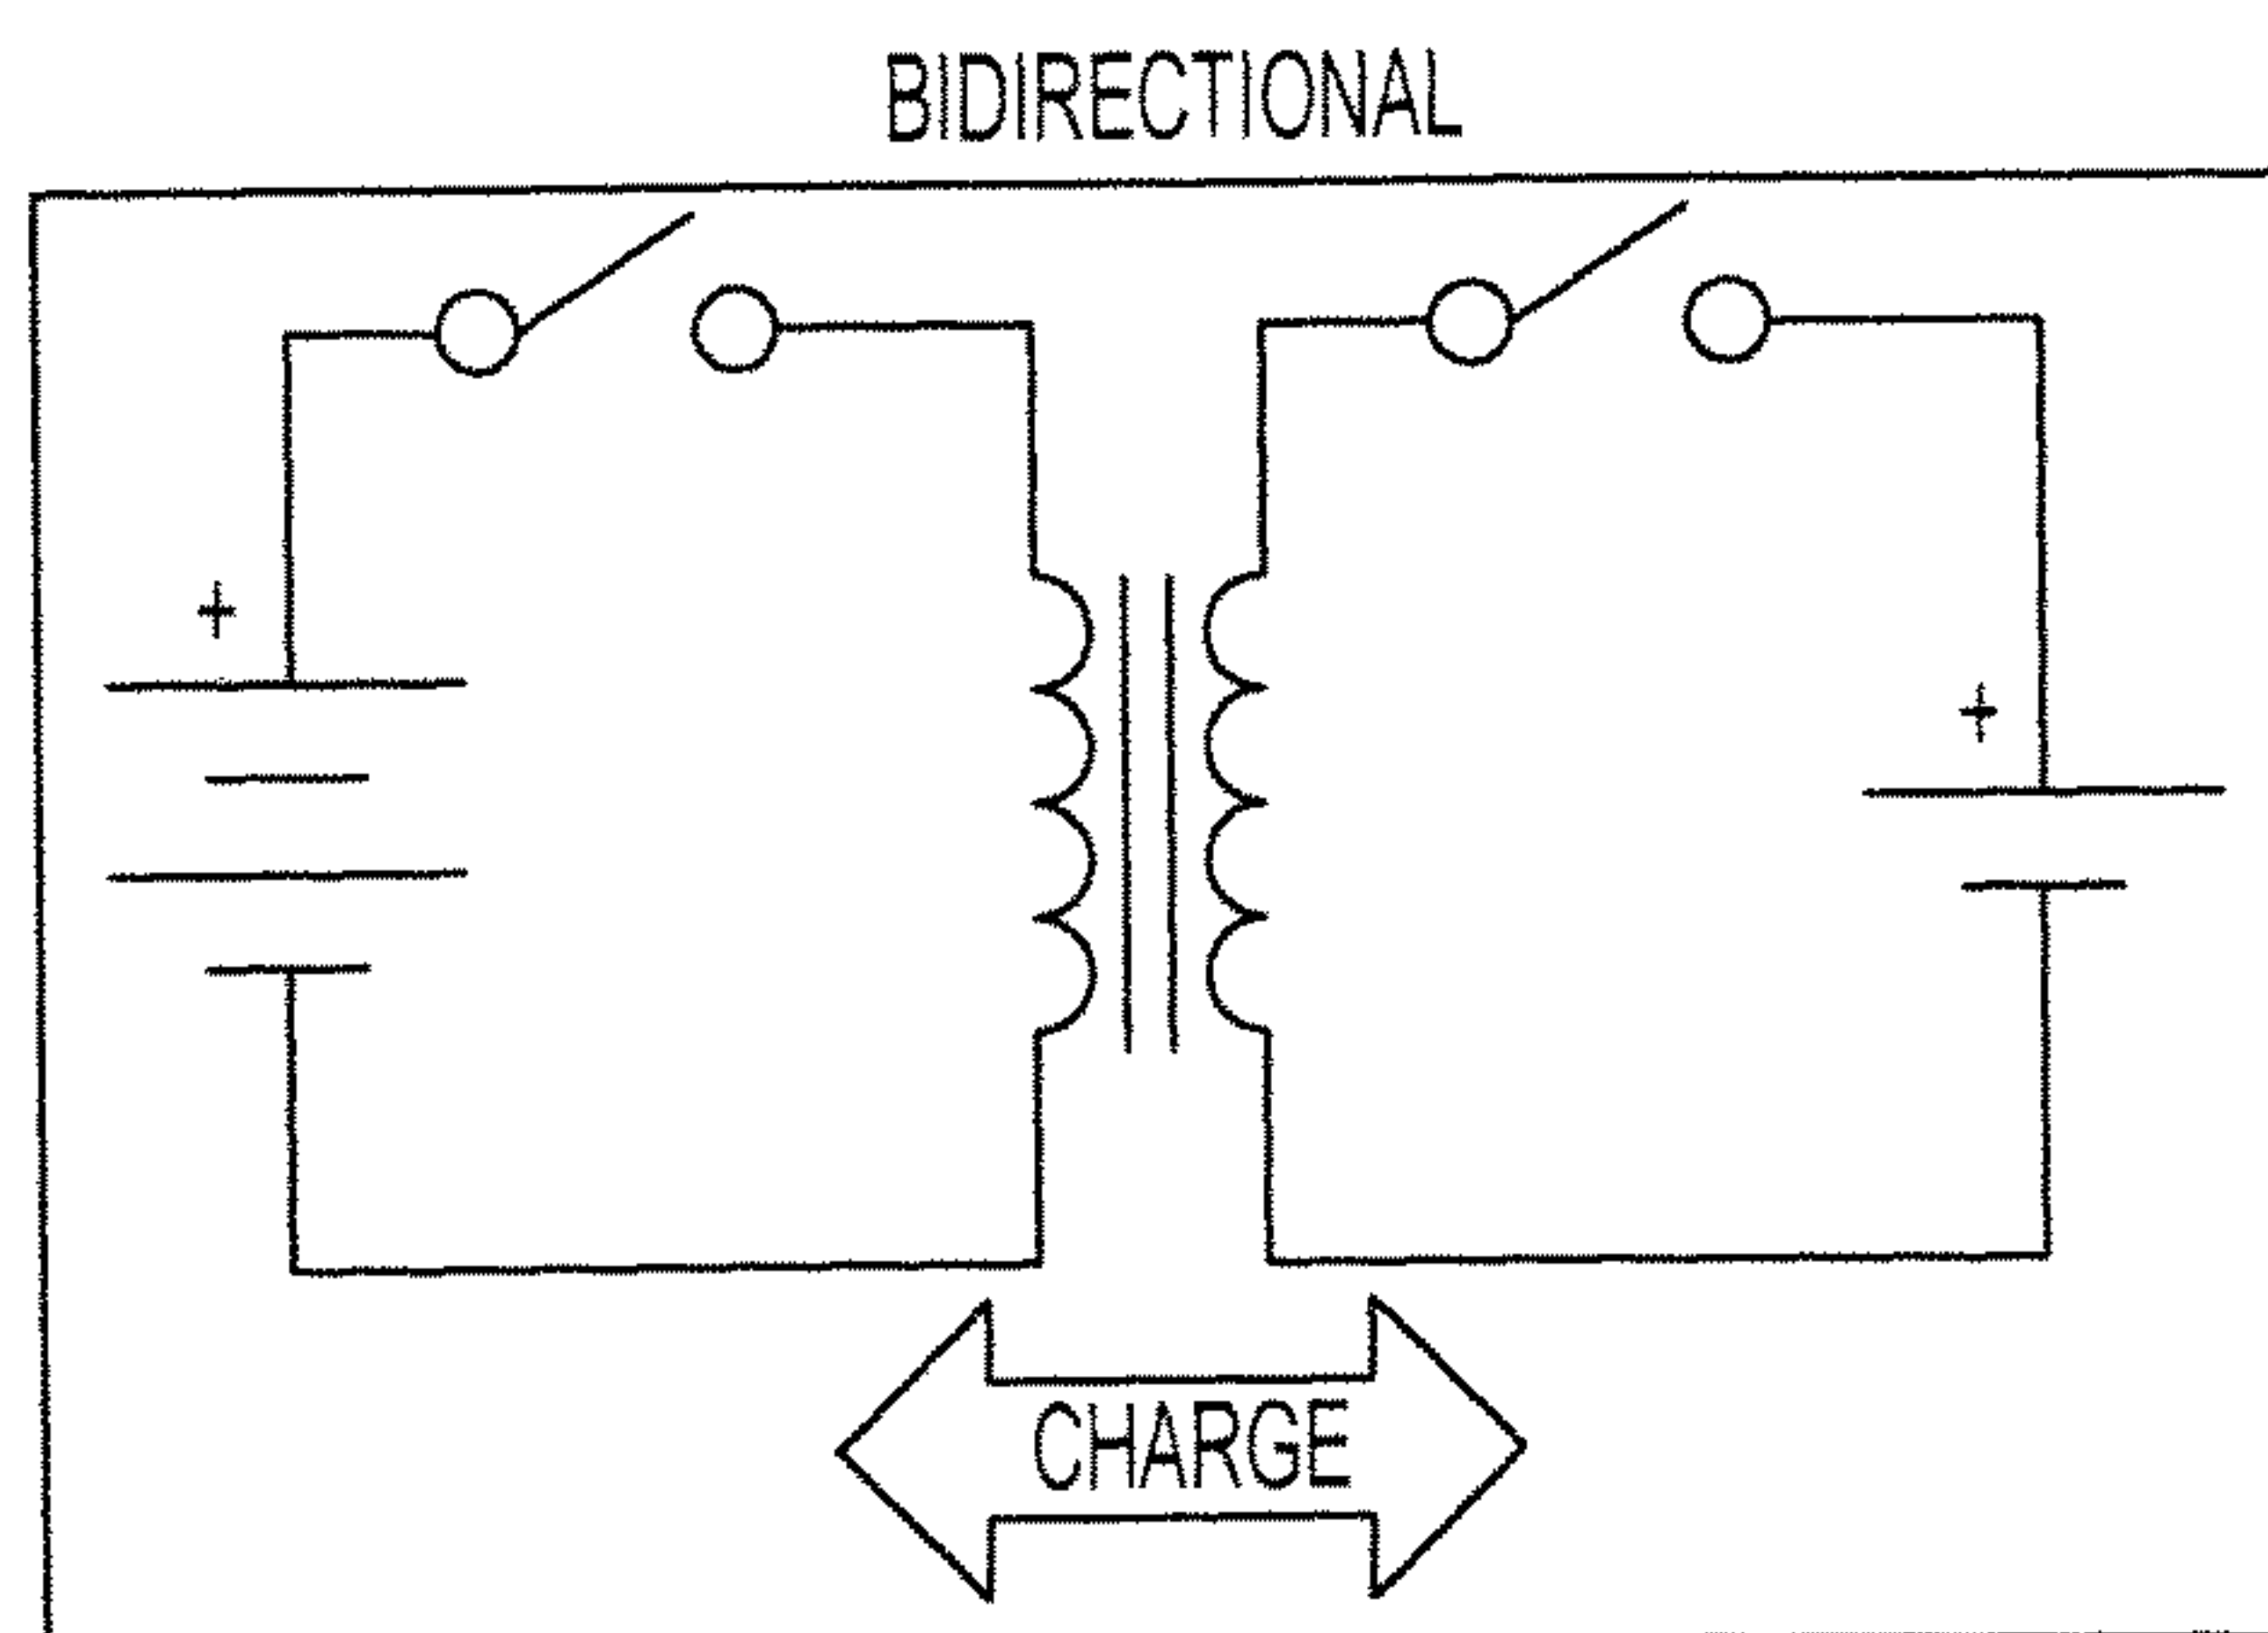 BIDIRECTIONAL
+
+
CHARGE